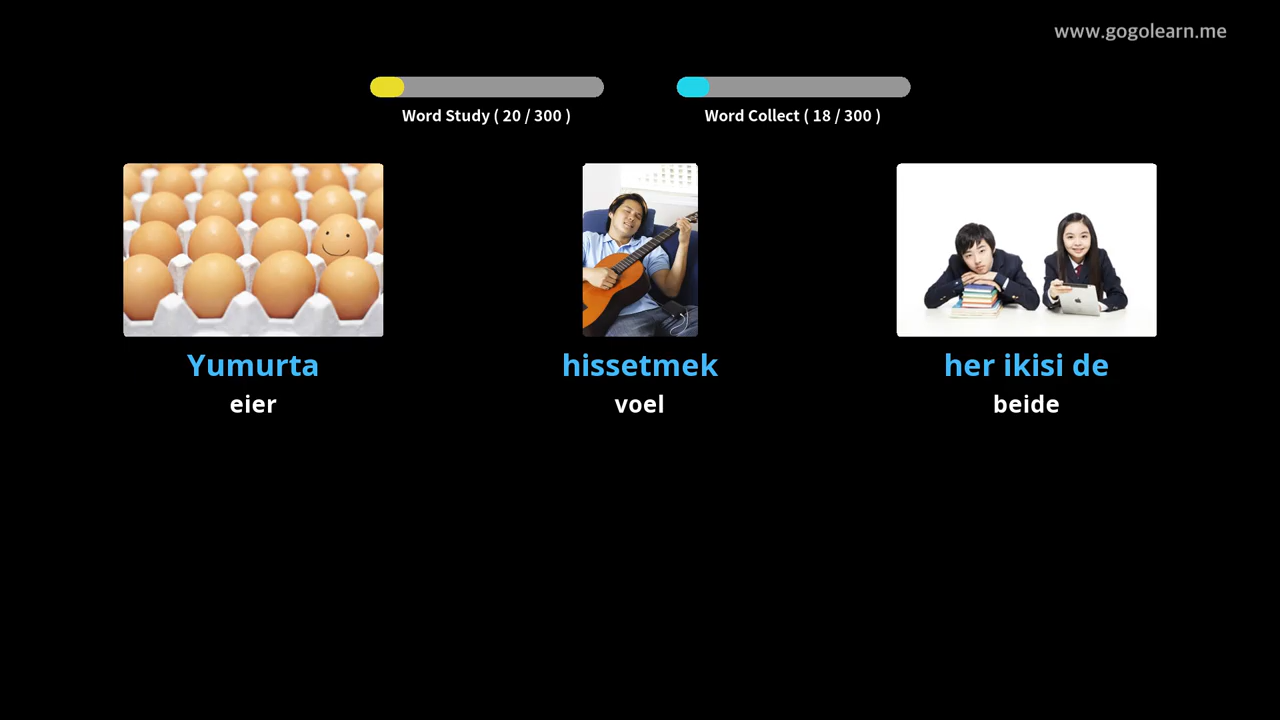 www.gogolearn.me
Word Study ( 20 / 300 )
Word Collect ( 18 / 300 )
Yumurta
eier
hissetmek
voel
her ikisi de
beide